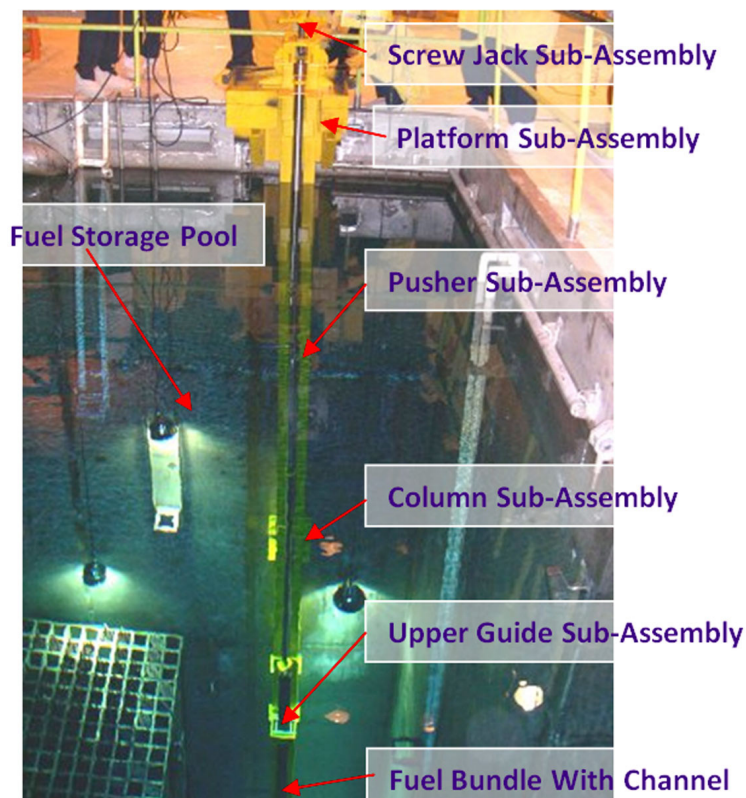 Screw Jack Sub-Assembly
Platform Sub-Assembly
Fuel Storage Pool
Pusher Sub-Assembly
Column Sub-Assembly
Upper Guide Sub-Assembly
Fuel Bundle With Channel